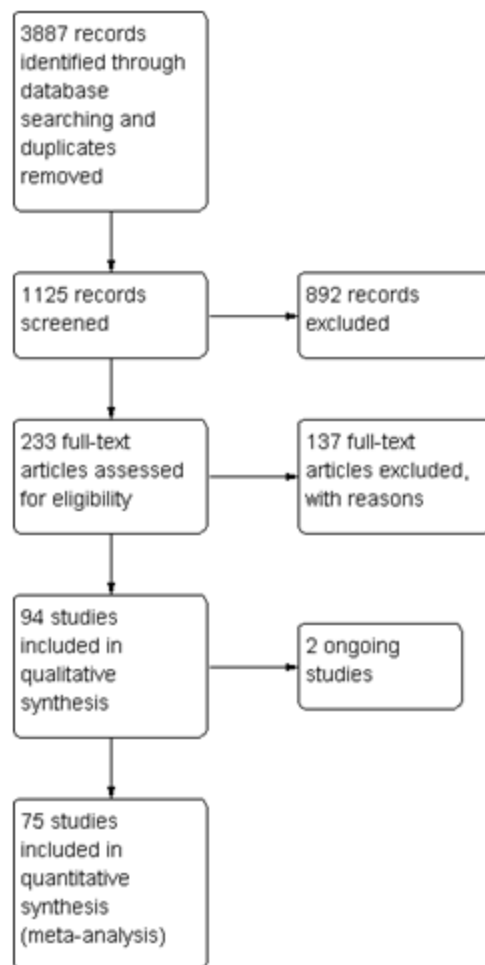 3887 records
identified through
database
searching and
duplicates
removed
1125 records
screened
892 records
excluded
233 full-text
articles assessed
for eligibility
137 full-text
articles excluded,
with reasons
94 studies
included in
qualitative
synthesis
2 ongoing
studies
75 studies
included in
quantitative
synthesis
(meta-analysis)